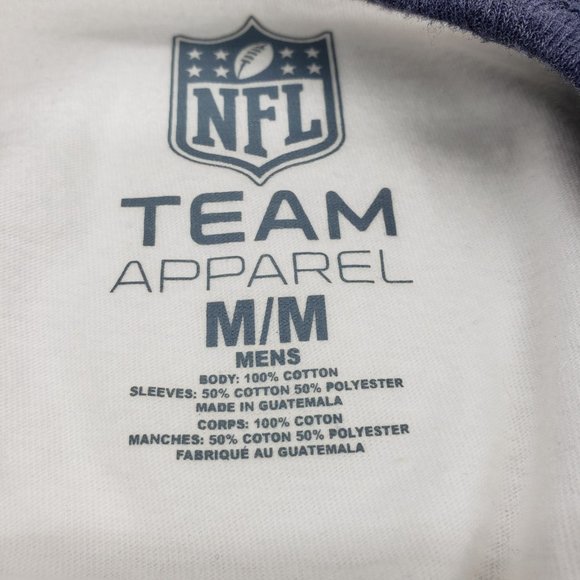 NFL
TEAM
APPAREL
M/M
MENS
BODY: 100% COTTON
SLEEVES: 50% COTTON 50% POLYESTER
MADE IN GUATEMALA
CORPS: 100% COTON
MANCHES: 50% COTON 50% POLYESTER
FABRIQUÉ AU GUATEMALA